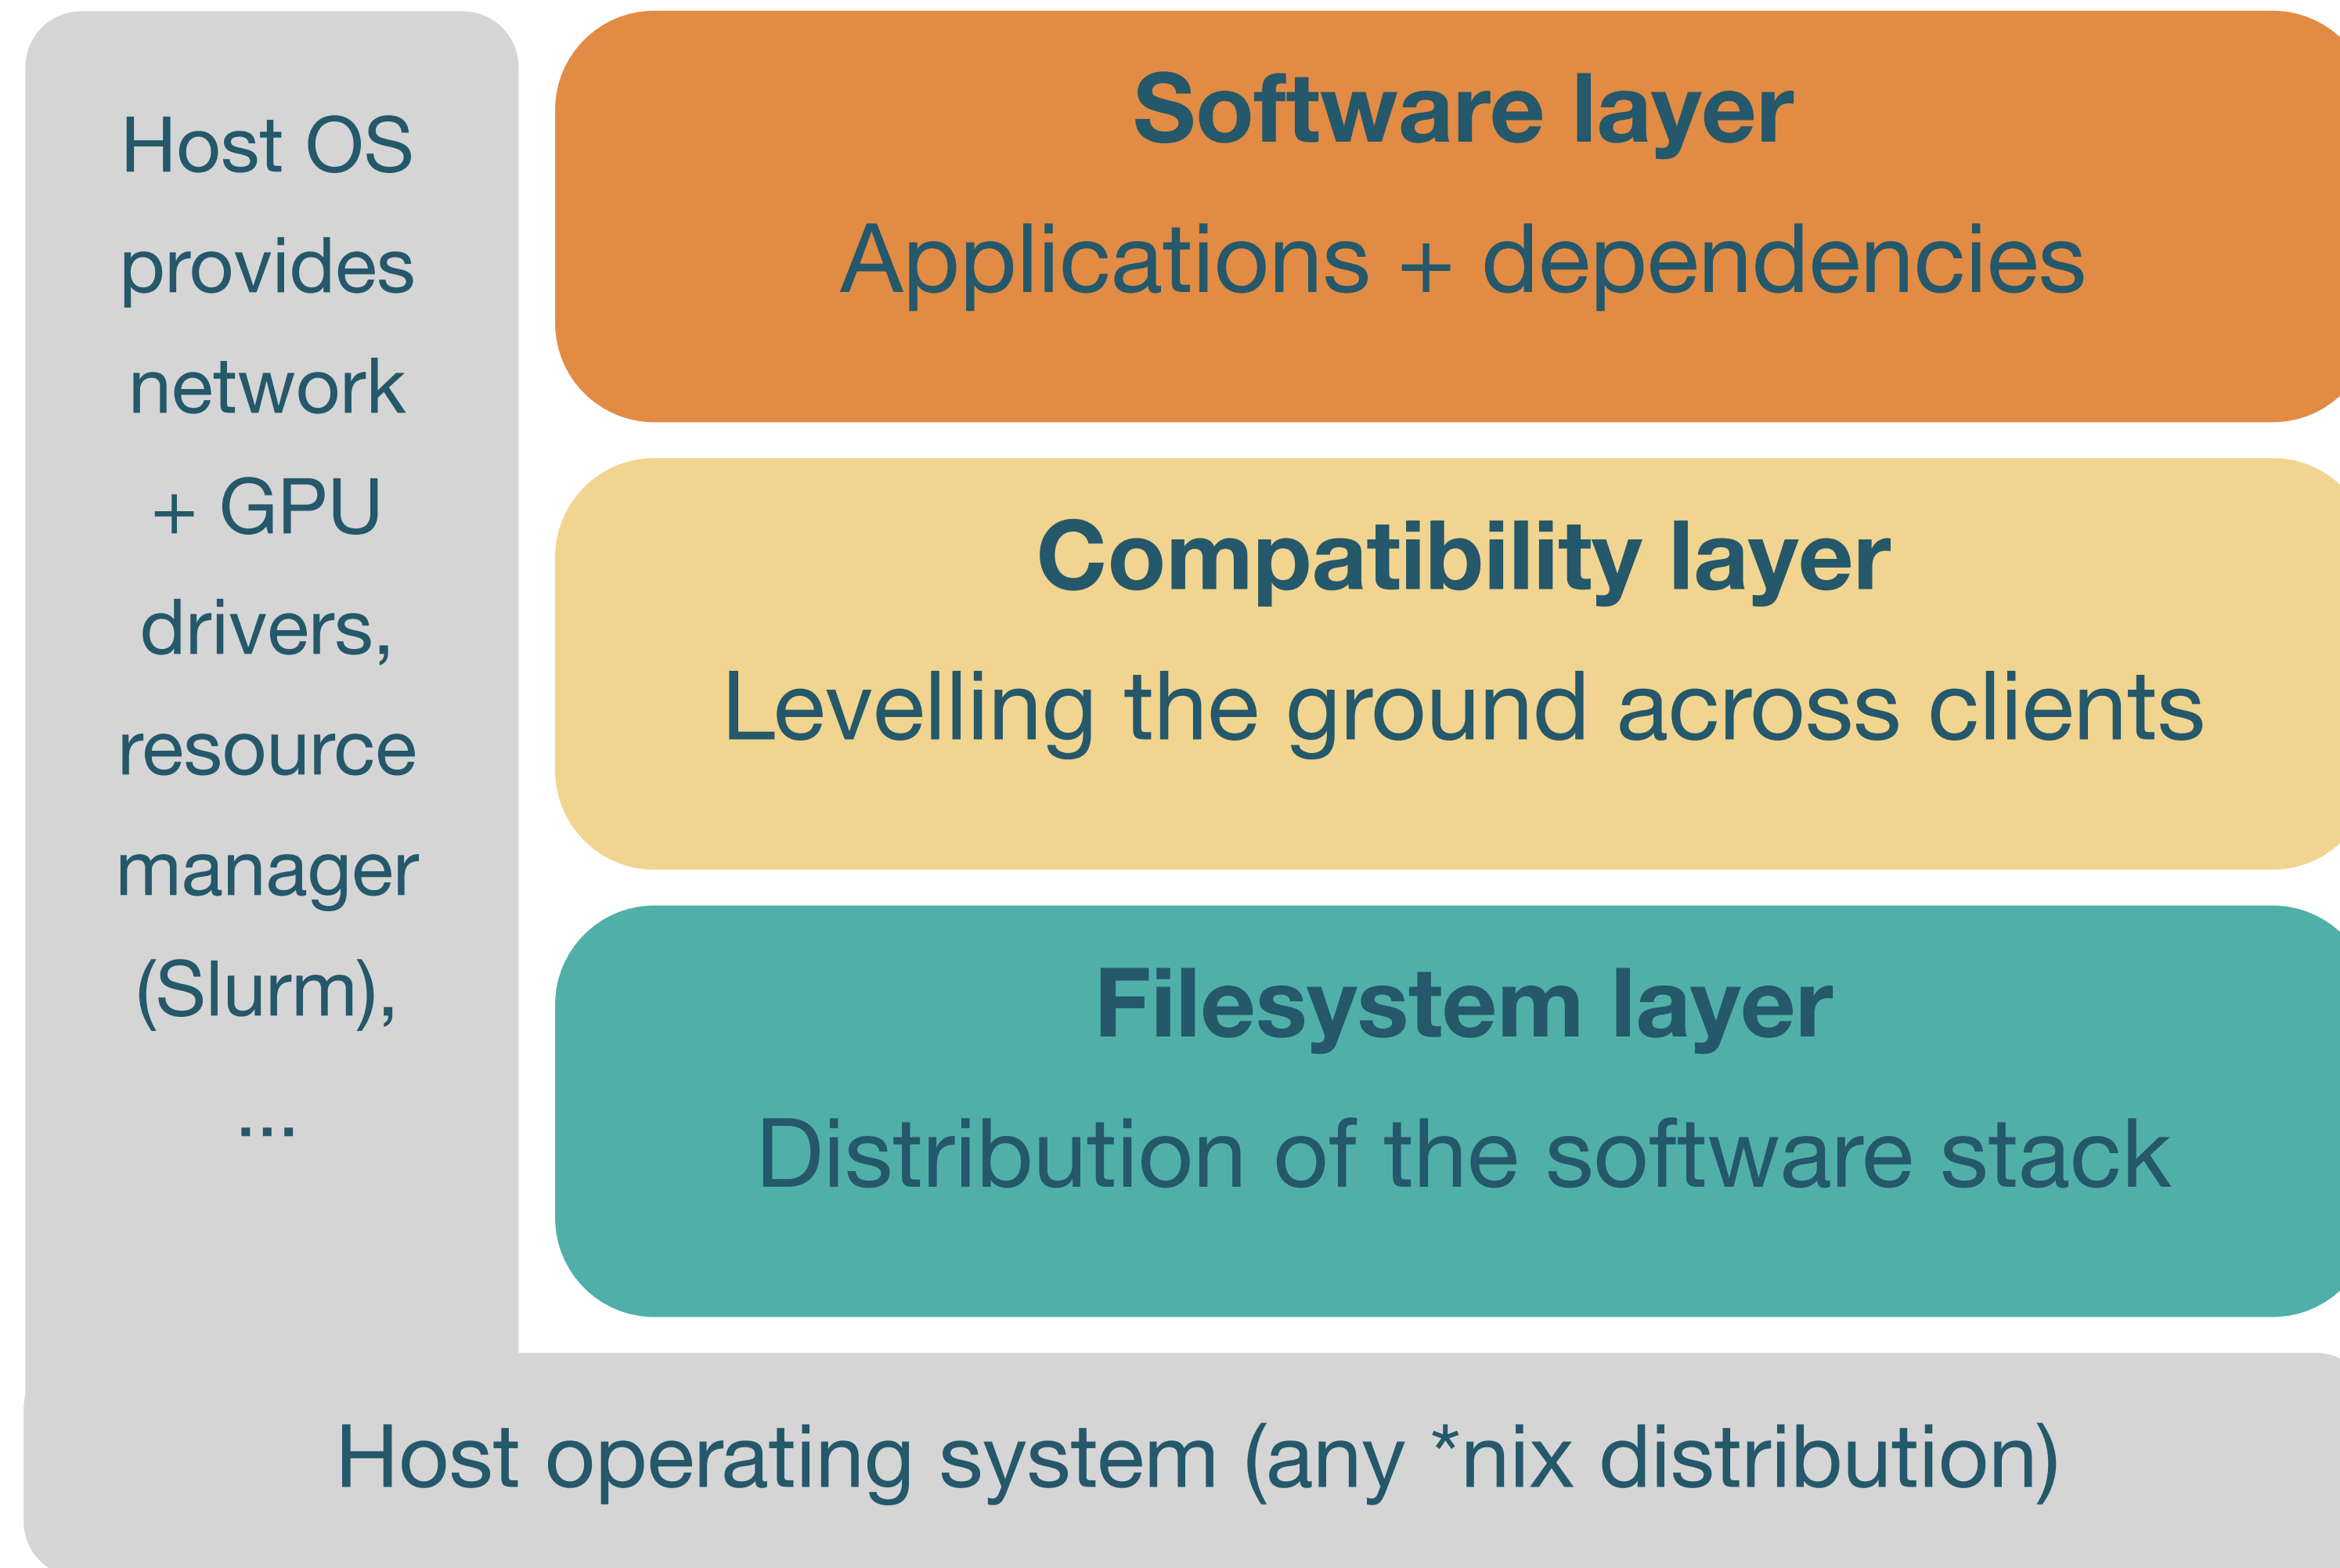 Host OS
provides
network
+ GPU
drivers,
resource
manager
(Slurm),
...
Software layer
Applications + dependencies
Compatibility layer
Levelling the ground across clients
Filesystem layer
Distribution of the software stack
Host operating system (any *nix distribution)